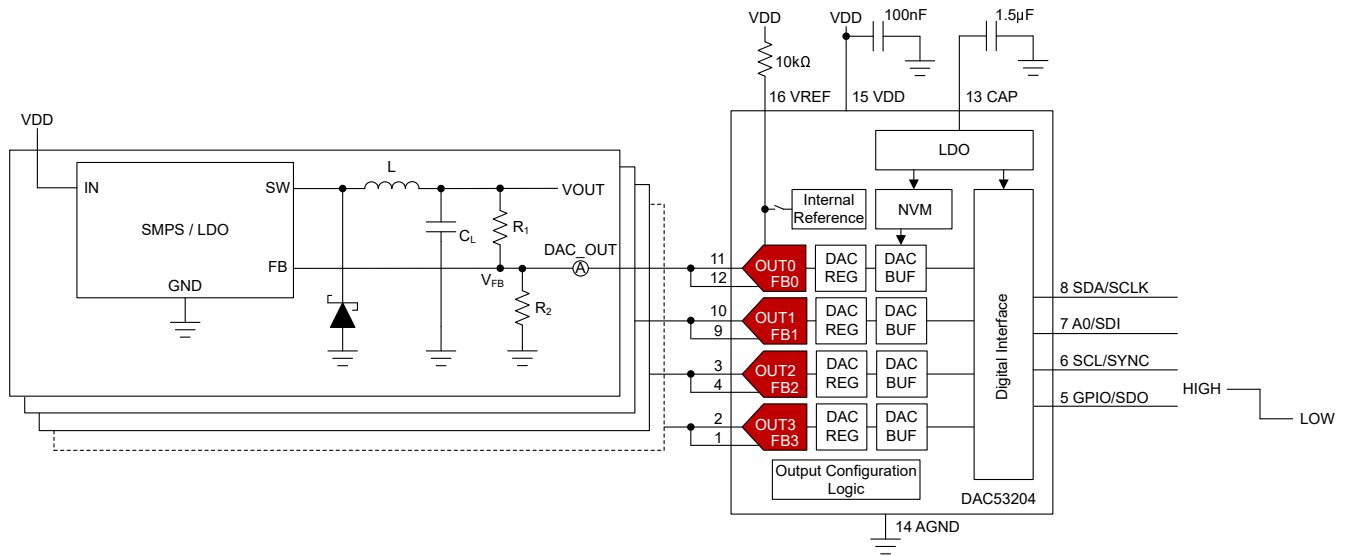 VDD
IN
SW
SMPS / LDO
FB
GND
L
VOUT
CL
R1
VFB
R2
DAC_OUT
A
VDD
10kΩ
VDD
100nF
1.5µF
16 VREF
15 VDD
13 CAP
LDO
Internal
Reference
NVM
11
12
OUT0
FB0
DAC
REG
DAC
BUF
10
9
OUT1
FB1
DAC
REG
DAC
BUF
3
4
OUT2
FB2
DAC
REG
DAC
BUF
2
1
OUT3
FB3
DAC
REG
DAC
BUF
Digital Interface
Output Configuration
Logic
DAC53204
14 AGND
8 SDA/SCLK
7 A0/SDI
6 SCL/SYNC
5 GPIO/SDO
HIGH
LOW